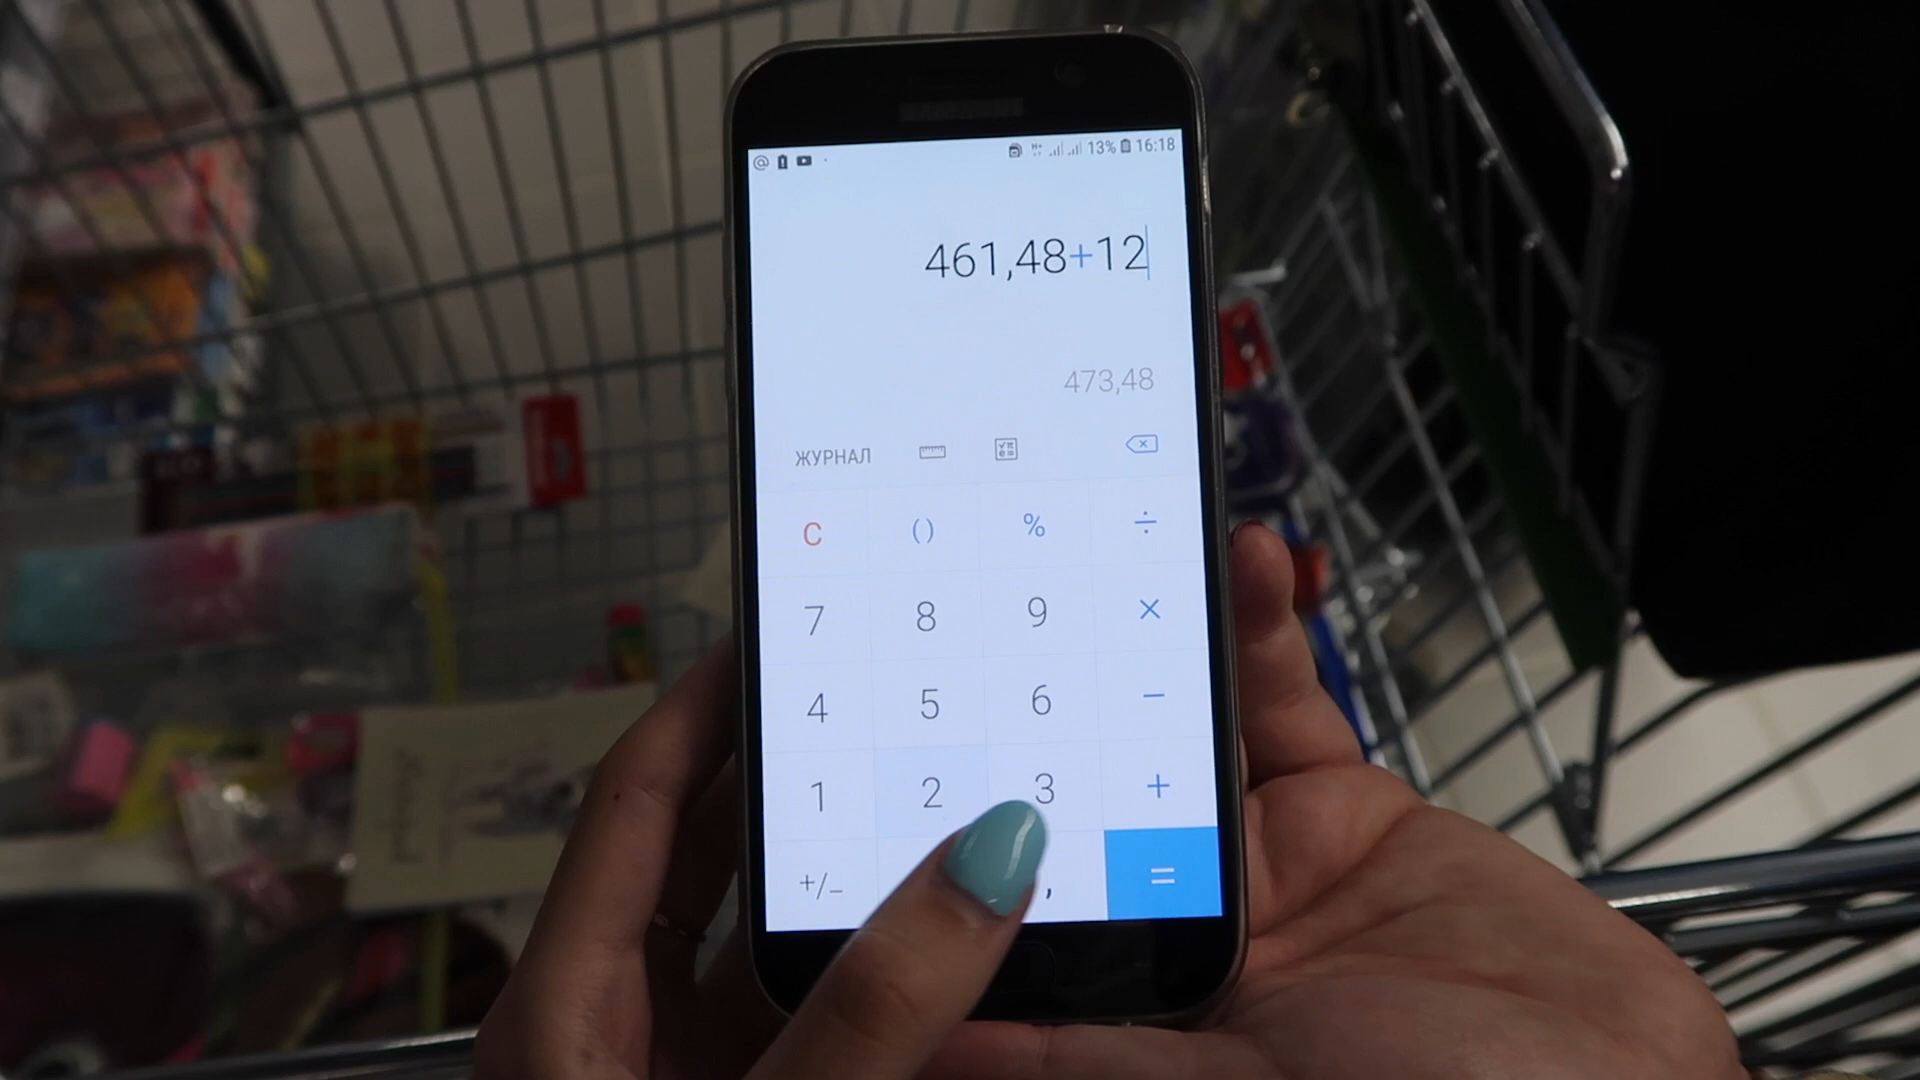 13% 16:18
461,48+12
473,48
ЖУРНАЛ
C () % ÷
7 8 9 ×
4 5 6 −
1 2 3 +
+/− , =